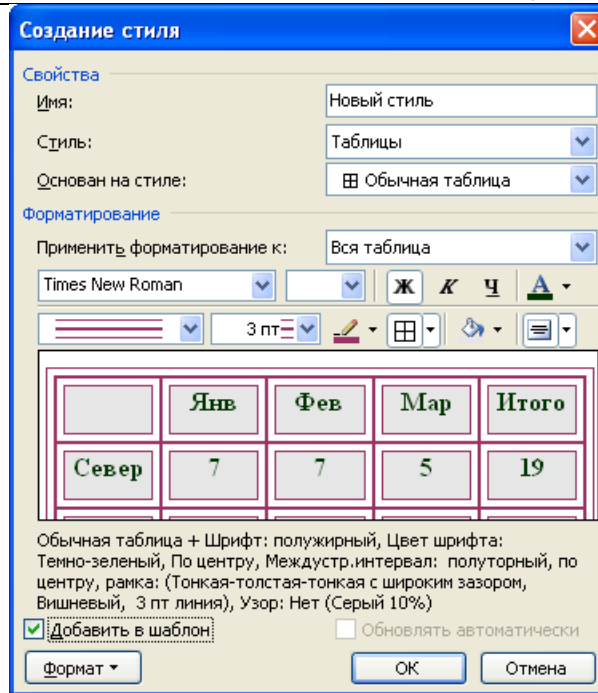 Создание стиля
Свойства
Имя: Новый стиль
Стиль: Таблицы
Основан на стиле: Обычная таблица
Форматирование
Применить форматирование к: Вся таблица
Times New Roman Ж К Ч А
3 пт
Янв Фев Мар Итого
Север 7 7 5 19
Обычная таблица + Шрифт: полужирный, Цвет шрифта:
Темно-зеленый, По центру, Междустр.интервал: полуторный, по
центру, рамка: (Тонкая-толстая-тонкая с широким зазором,
Вишневый, 3 пт линия), Узор: Нет (Серый 10%)
Добавить в шаблон Обновлять автоматически
Формат ОК Отмена